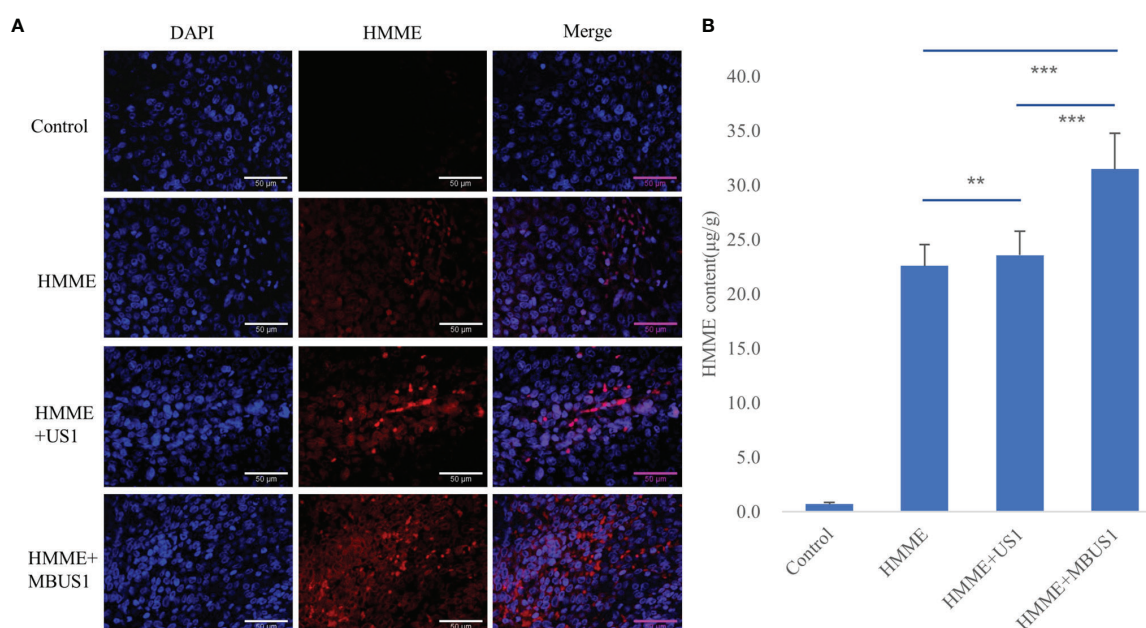 A
DAPI HMME Merge
Control
50 µm 50 µm 50 µm
HMME
50 µm 50 µm 50 µm
HMME
+US1
50 µm 50 µm 50 µm
HMME+
MBUS1
50 µm 50 µm 50 µm
B
HMME content(µg/g)
40.0
35.0
30.0
25.0
20.0
15.0
10.0
5.0
0.0
***
***
**
Control HMME HMME+US1 HMME+MBUS1